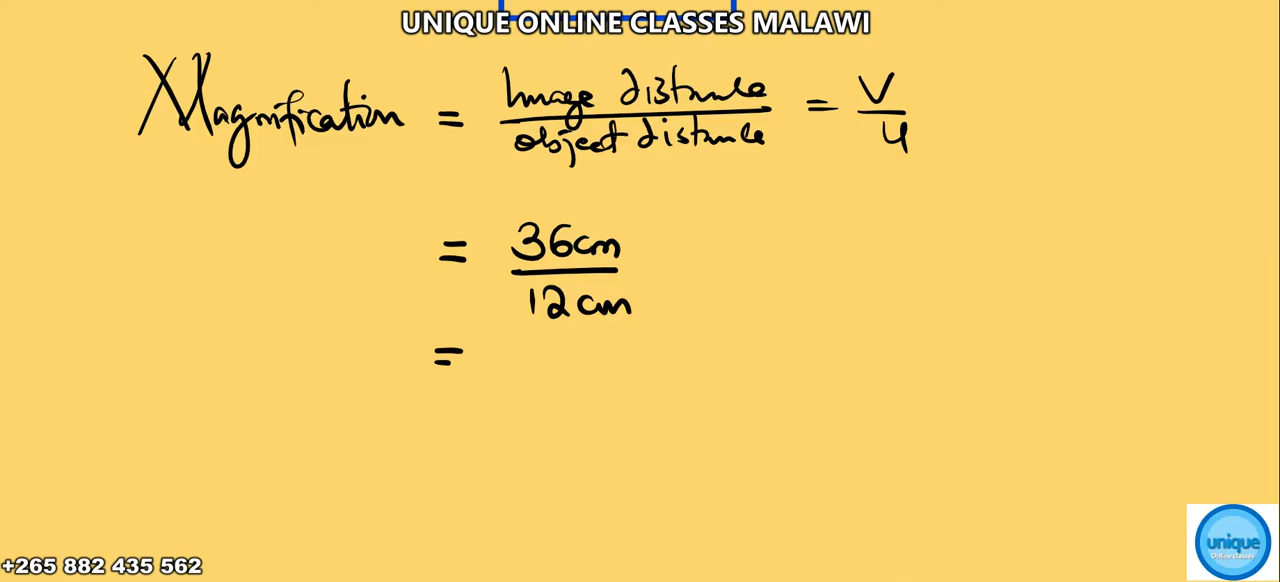 UNIQUE ONLINE CLASSES MALAWI
Magnification = Image distance / object distance = V / u
= 36cm / 12cm
=
unique
Online classes
+265 882 435 562